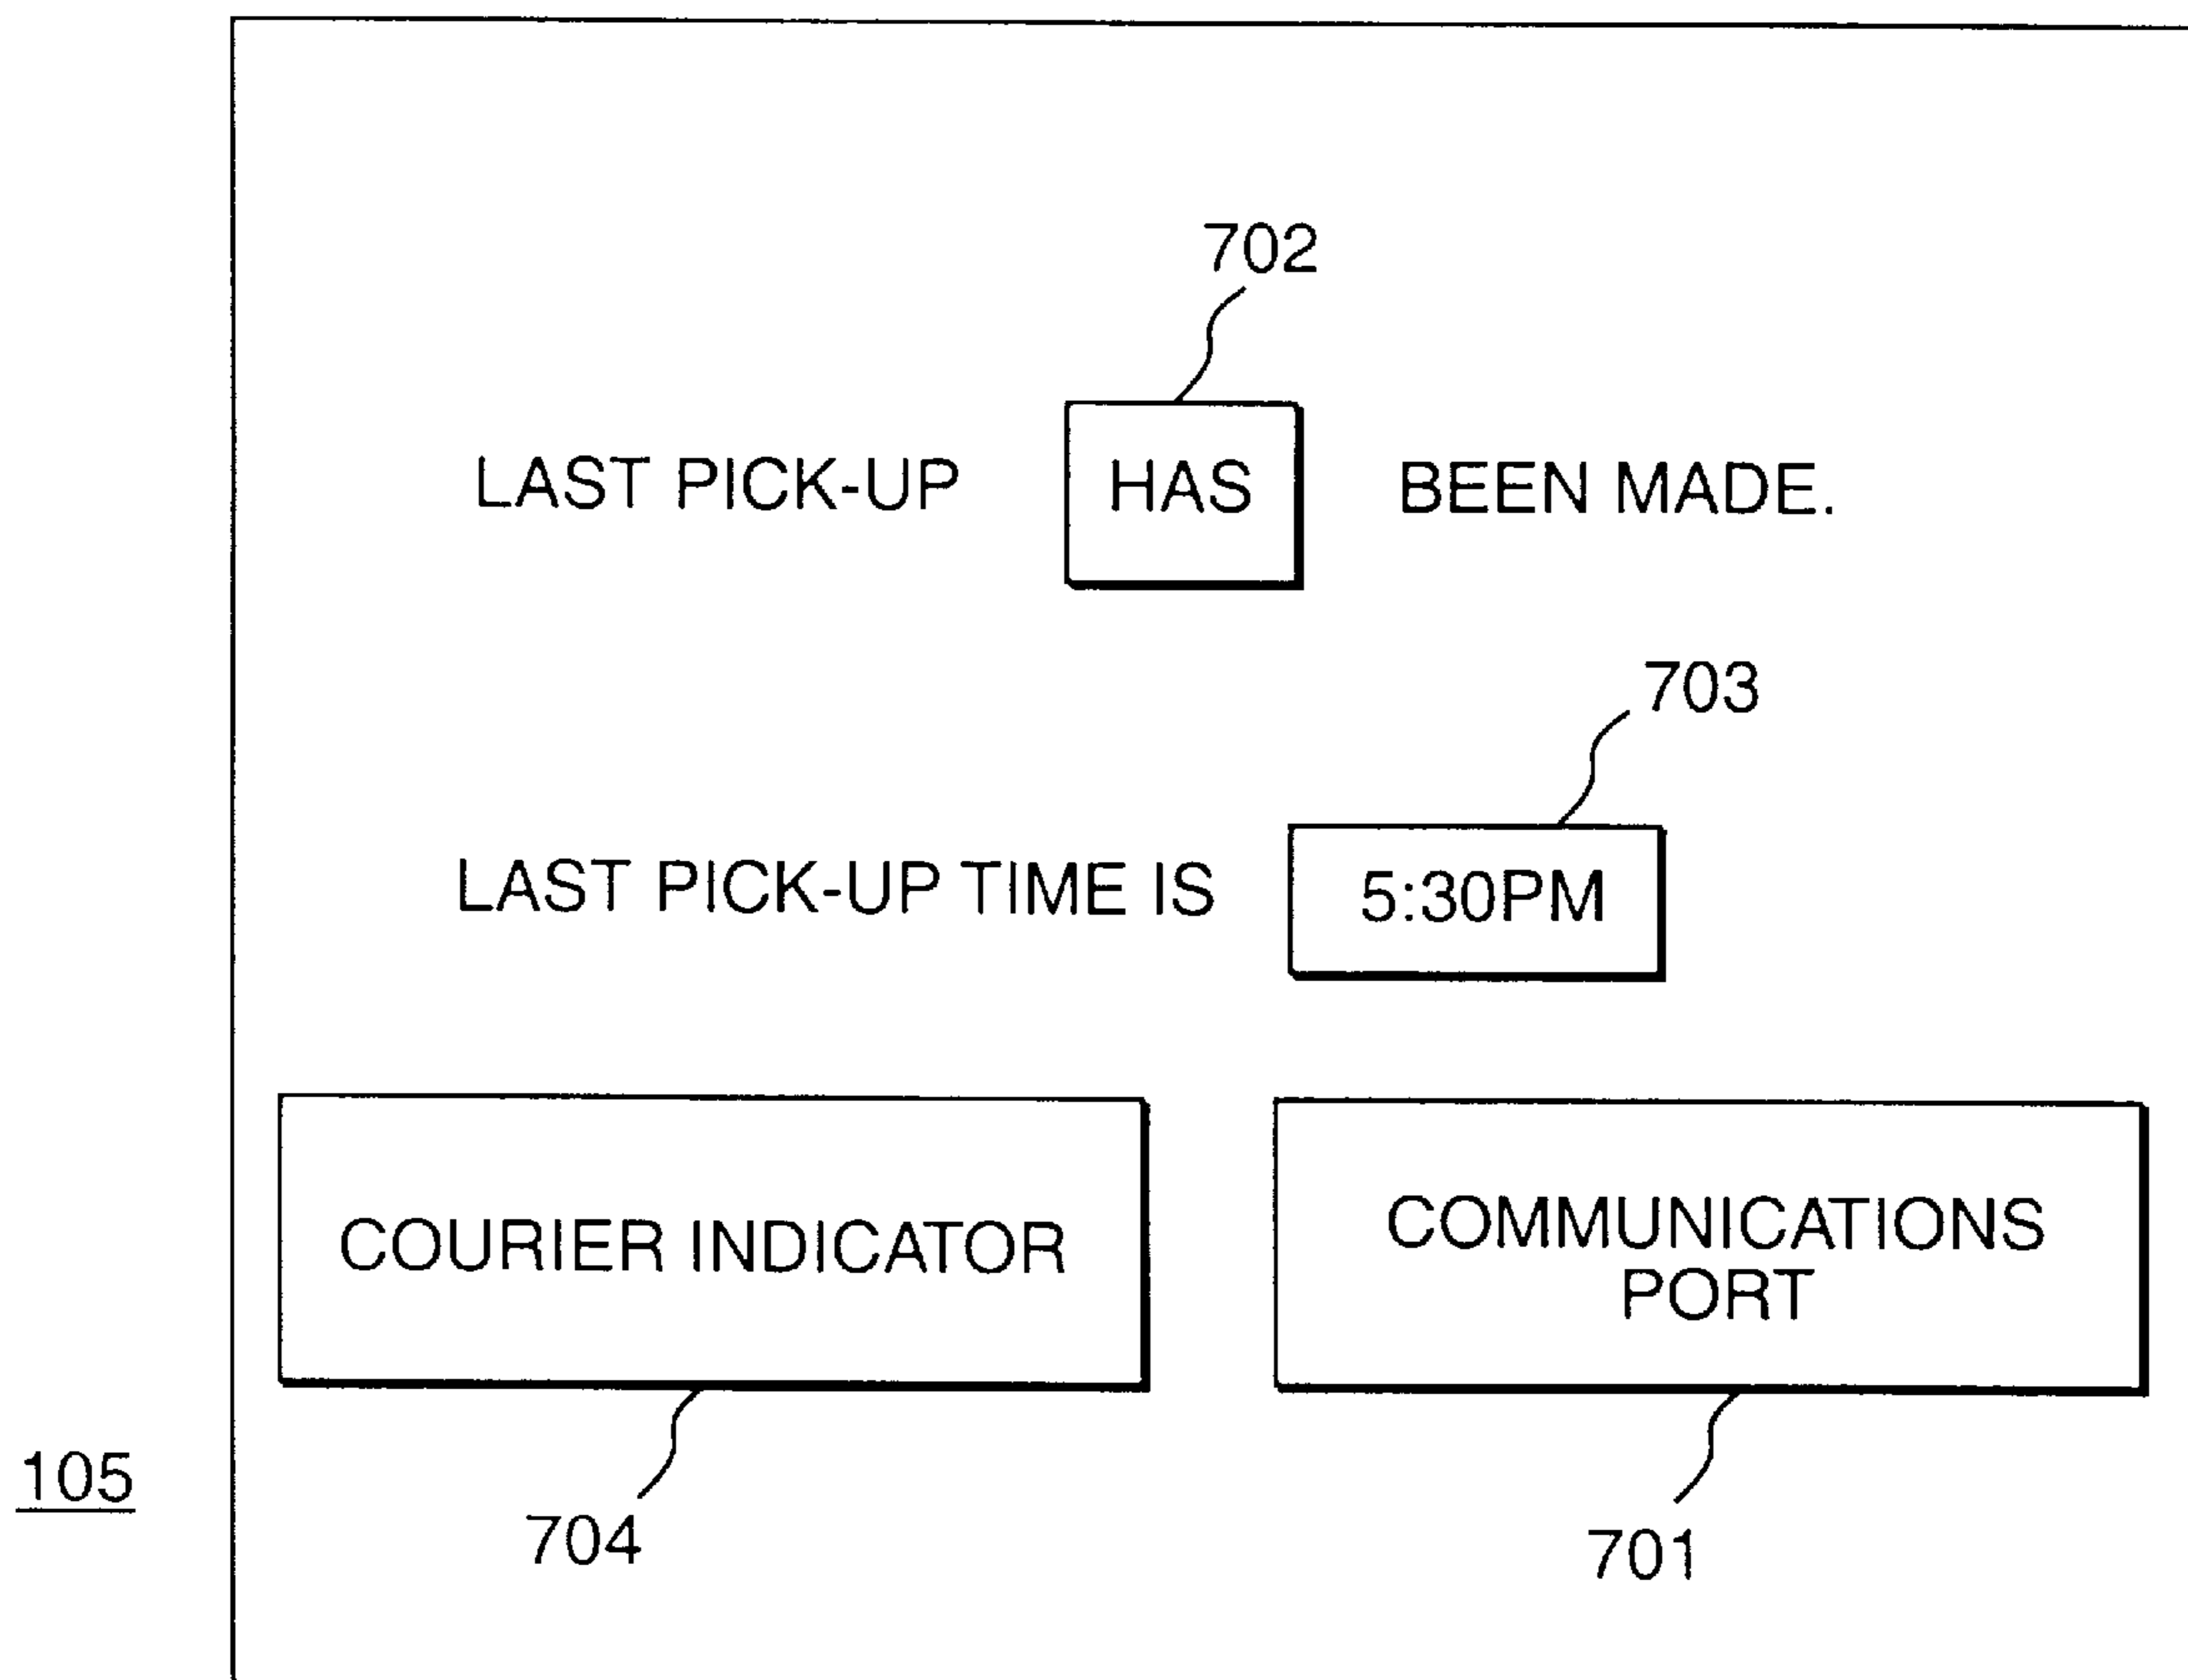 702
LAST PICK-UP HAS BEEN MADE.
703
LAST PICK-UP TIME IS 5:30PM
COURIER INDICATOR
COMMUNICATIONS
PORT
105
704
701